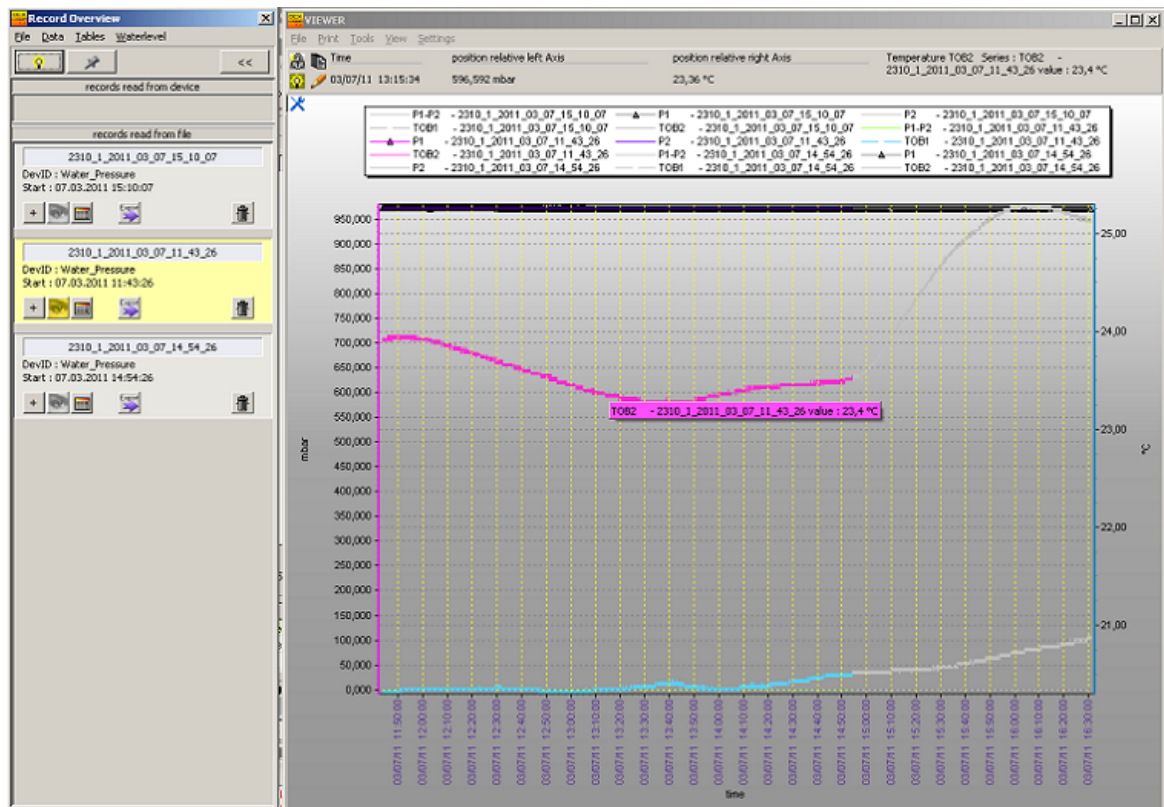 Record Overview
File Data Tables Waterlevel
<<
records read from device
records read from file
2310_1_2011_03_07_15_10_07
DevID : Water_Pressure
Start : 07.03.2011 15:10:07
+
2310_1_2011_03_07_11_43_26
DevID : Water_Pressure
Start : 07.03.2011 11:43:26
+
2310_1_2011_03_07_14_54_26
DevID : Water_Pressure
Start : 07.03.2011 14:54:26
+
VIEWER
File Print Tools View Settings
Time position relative left Axis position relative right Axis Temperature TOB2 Series : TOB2 -
03/07/11 13:15:34 596,592 mbar 23,36 °C 2310_1_2011_03_07_11_43_26 value : 23,4 °C
P1-P2 - 2310_1_2011_03_07_15_10_07 P1 - 2310_1_2011_03_07_15_10_07 P2 - 2310_1_2011_03_07_15_10_07
TOB1 - 2310_1_2011_03_07_15_10_07 TOB2 - 2310_1_2011_03_07_15_10_07 P1-P2 - 2310_1_2011_03_07_11_43_26
P1 - 2310_1_2011_03_07_11_43_26 P2 - 2310_1_2011_03_07_11_43_26 TOB1 - 2310_1_2011_03_07_11_43_26
TOB2 - 2310_1_2011_03_07_11_43_26 P1-P2 - 2310_1_2011_03_07_14_54_26 P1 - 2310_1_2011_03_07_14_54_26
P2 - 2310_1_2011_03_07_14_54_26 TOB1 - 2310_1_2011_03_07_14_54_26 TOB2 - 2310_1_2011_03_07_14_54_26
950,000
900,000
850,000
800,000
750,000
700,000
650,000
600,000
550,000
500,000
450,000
400,000
350,000
300,000
250,000
200,000
150,000
100,000
50,000
0,000
mbar
TOB2 - 2310_1_2011_03_07_11_43_26 value : 23,4 °C
25,00
24,00
23,00
22,00
21,00
°C
03/07/11 11:50:00
03/07/11 12:00:00
03/07/11 12:10:00
03/07/11 12:20:00
03/07/11 12:30:00
03/07/11 12:40:00
03/07/11 12:50:00
03/07/11 13:00:00
03/07/11 13:10:00
03/07/11 13:20:00
03/07/11 13:30:00
03/07/11 13:40:00
03/07/11 13:50:00
03/07/11 14:00:00
03/07/11 14:10:00
03/07/11 14:20:00
03/07/11 14:30:00
03/07/11 14:40:00
03/07/11 14:50:00
03/07/11 15:00:00
03/07/11 15:10:00
03/07/11 15:20:00
03/07/11 15:30:00
03/07/11 15:40:00
03/07/11 15:50:00
03/07/11 16:00:00
03/07/11 16:10:00
03/07/11 16:20:00
03/07/11 16:30:00
time